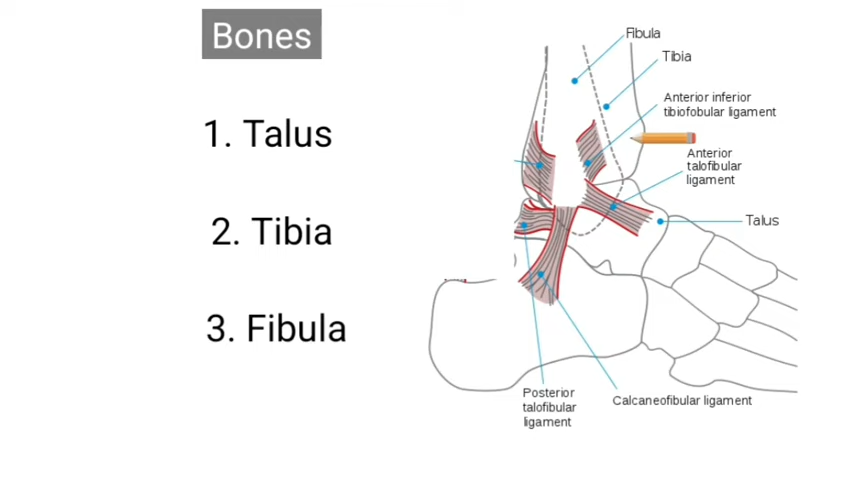 Bones
1. Talus
2. Tibia
3. Fibula
Fibula
Tibia
Anterior inferior
tibiofobular ligament
Anterior
talofibular
ligament
Talus
Posterior
talofibular
ligament
Calcaneofibular ligament